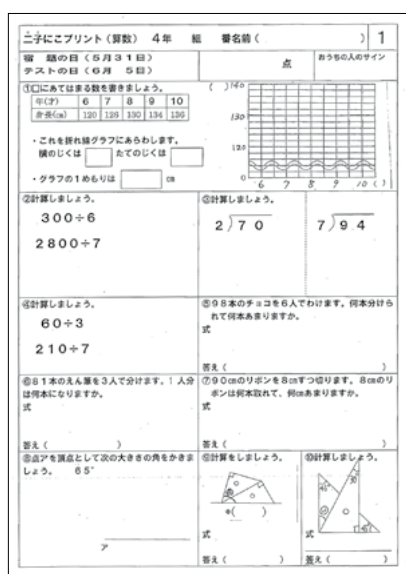 二子にこプリント（算数） 4年 組 番名前（ ） 1
宿 題の日（5月31日）
テストの日（6月 5日）
点
おうちの人のサイン
①□にあてはまる数を書きましょう。
年(才) 6 7 8 9 10
身長(㎝) 120 126 130 134 136
・これを折れ線グラフにあらわします。
横のじくは □ たてのじくは □
・グラフの1めもりは □ ㎝
( ) 140
130
120
0
6 7 8 9 10 ( )
②計算しましょう。
300÷6
2800÷7
③計算しましょう。
2）70 7）94
④計算しましょう。
60÷3
210÷7
⑤98本のチョコを6人でわけます。何本分けら
れて何本あまりますか。
式
答え（ ）
⑥81本のえん筆を3人で分けます。1人分
は何本になりますか。
式
答え（ ）
⑦90㎝のリボンを8㎝ずつ切ります。8㎝のリ
ボンは何本取れて、何㎝あまりますか。
式
答え（ ）
⑧点アを頂点として次の大きさの角をかきま
しょう。 65°
ア
⑨計算をしましょう。
( )
式
答え（ ）
⑩計算しましょう。
45°
30°
45°
式
答え（ ）